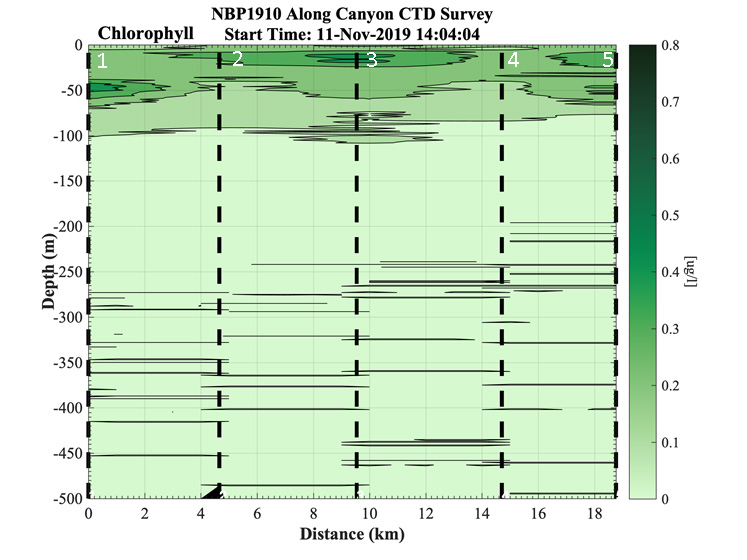 NBP1910 Along Canyon CTD Survey
Chlorophyll Start Time: 11-Nov-2019 14:04:04
1 2 3 4 5
0
-50
-100
-150
-200
-250
-300
-350
-400
-450
-500
Depth (m)
0 2 4 6 8 10 12 14 16 18
Distance (km)
0.8
0.7
0.6
0.5
0.4
0.3
0.2
0.1
0
[ug/l]